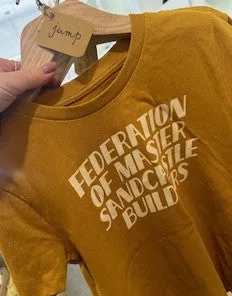 jump
FEDERATION
OF MASTER
SANDCASTLE
BUILDERS